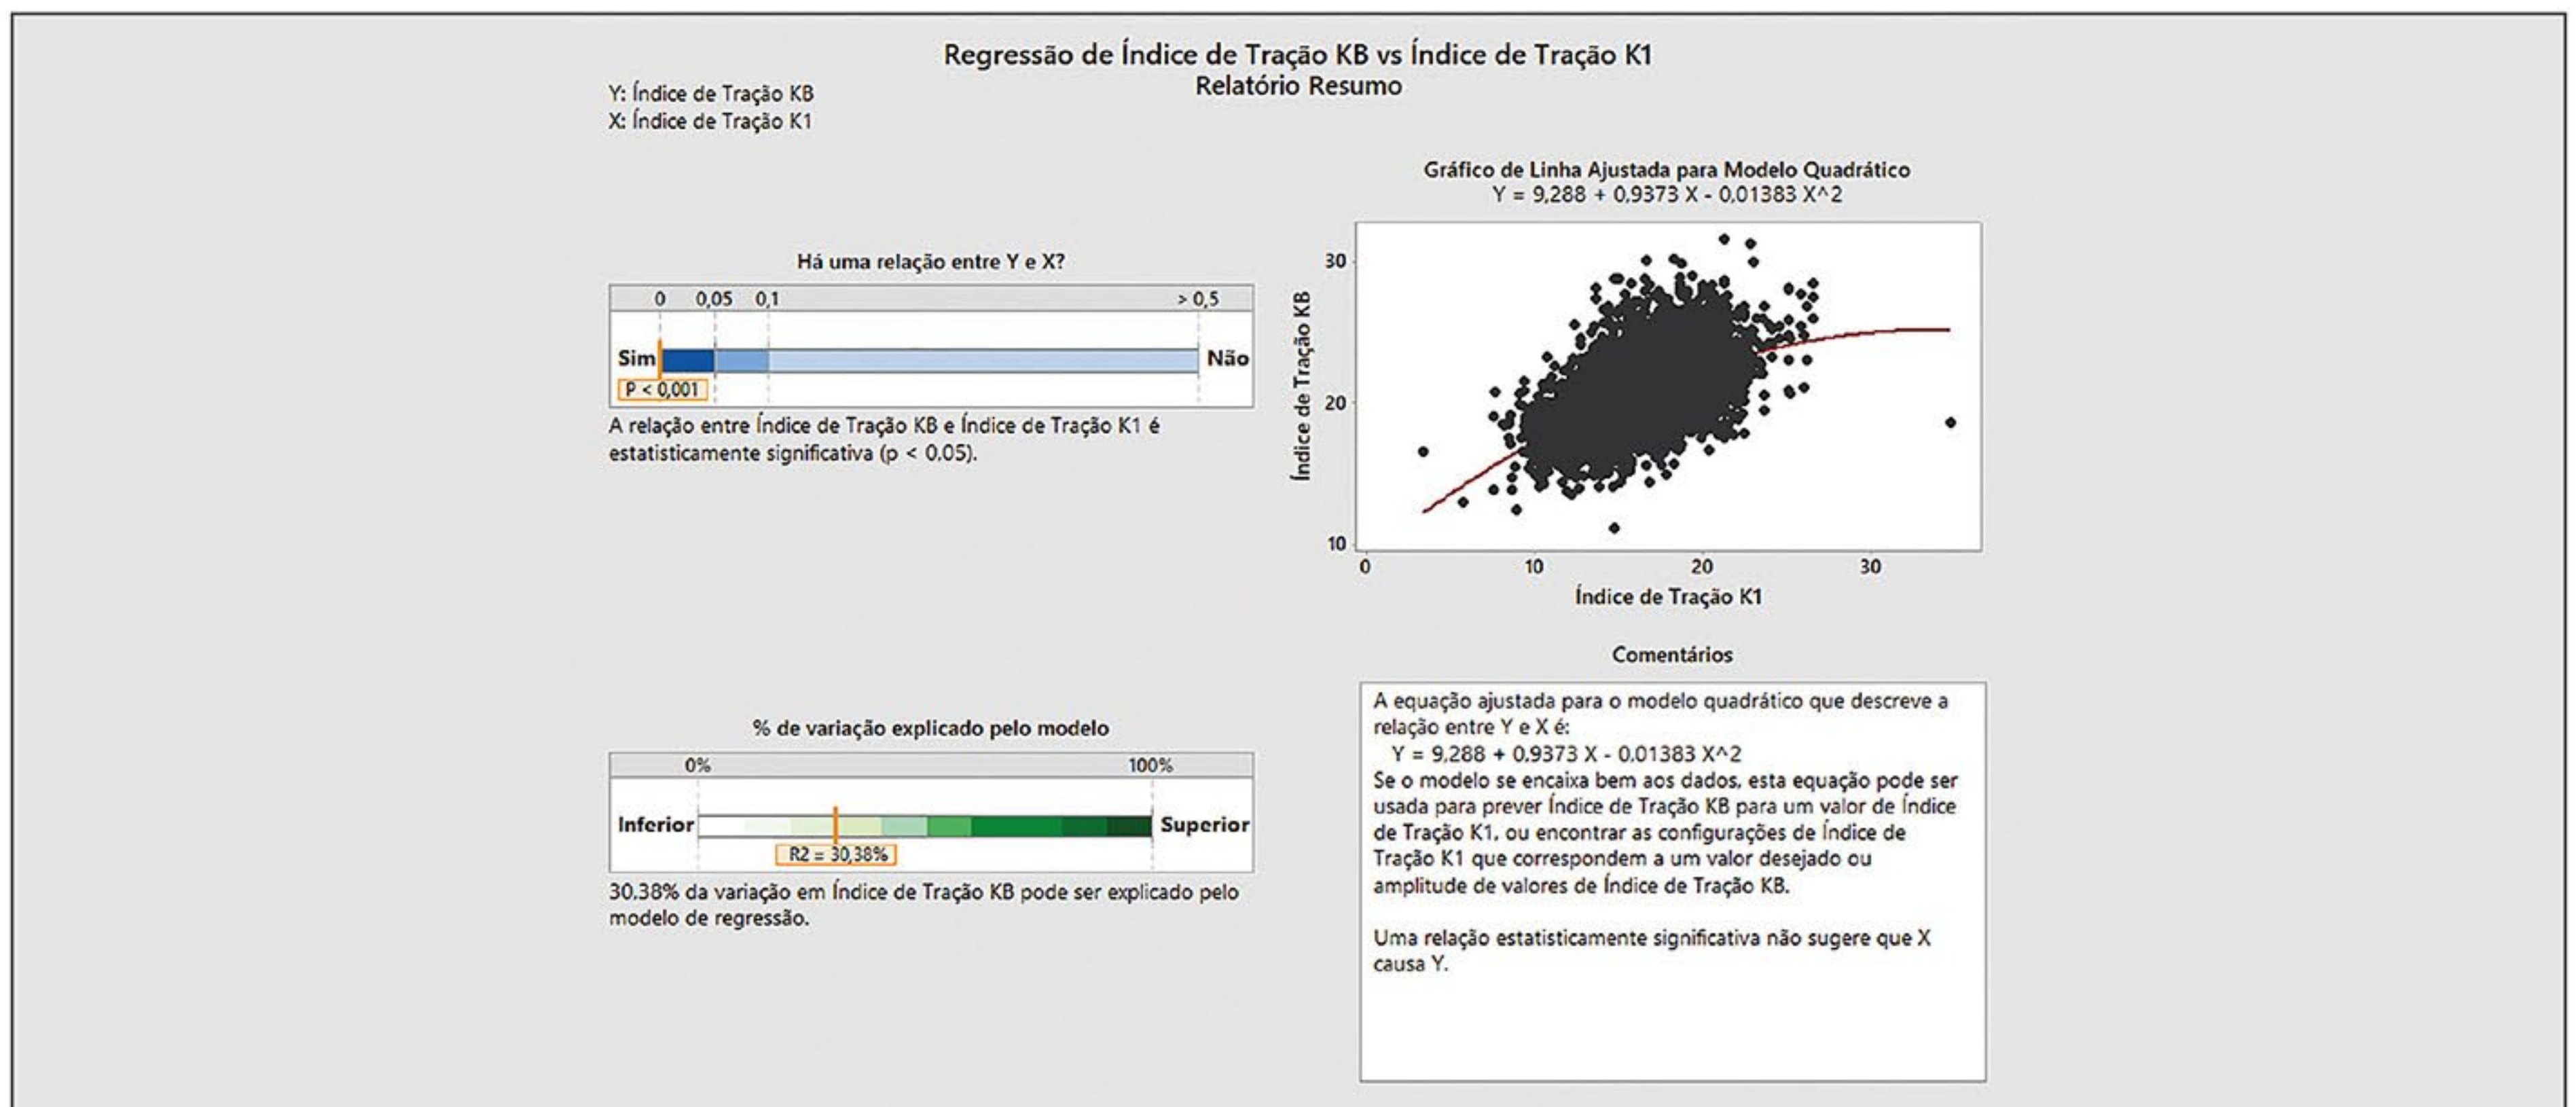 Regressão de Índice de Tração KB vs Índice de Tração K1
Relatório Resumo
Y: Índice de Tração KB
X: Índice de Tração K1
Há uma relação entre Y e X?
0 0,05 0,1 > 0,5
Sim Não
P < 0,001
A relação entre Índice de Tração KB e Índice de Tração K1 é
estatisticamente significativa (p < 0,05).
% de variação explicado pelo modelo
0% 100%
Inferior Superior
R2 = 30,38%
30,38% da variação em Índice de Tração KB pode ser explicado pelo
modelo de regressão.
Gráfico de Linha Ajustada para Modelo Quadrático
Y = 9,288 + 0,9373 X - 0,01383 X^2
Índice de Tração KB
30
20
10
0 10 20 30
Índice de Tração K1
Comentários
A equação ajustada para o modelo quadrático que descreve a
relação entre Y e X é:
Y = 9,288 + 0,9373 X - 0,01383 X^2
Se o modelo se encaixa bem aos dados, esta equação pode ser
usada para prever Índice de Tração KB para um valor de Índice
de Tração K1, ou encontrar as configurações de Índice de
Tração K1 que correspondem a um valor desejado ou
amplitude de valores de Índice de Tração KB.
Uma relação estatisticamente significativa não sugere que X
causa Y.